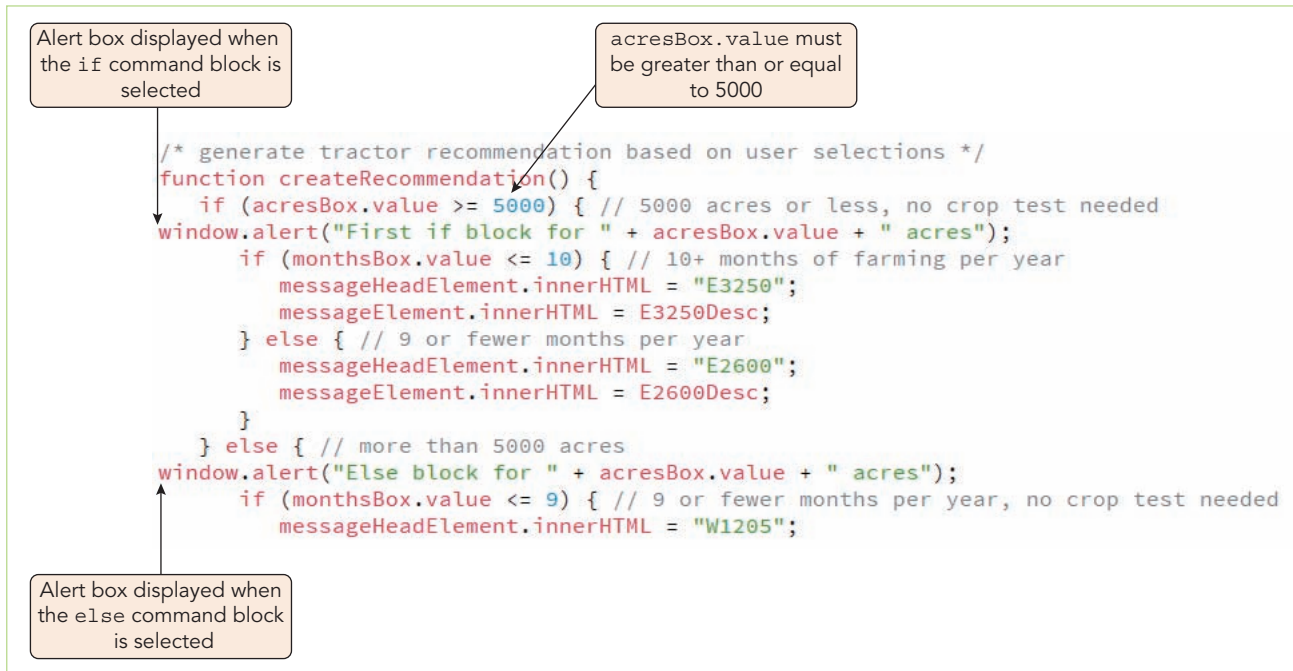 Alert box displayed when
the if command block is
selected
acresBox.value must
be greater than or equal
to 5000
/* generate tractor recommendation based on user selections */
function createRecommendation() {
if (acresBox.value >= 5000) { // 5000 acres or less, no crop test needed
window.alert("First if block for " + acresBox.value + " acres");
if (monthsBox.value <= 10) { // 10+ months of farming per year
messageHeadElement.innerHTML = "E3250";
messageElement.innerHTML = E3250Desc;
} else { // 9 or fewer months per year
messageHeadElement.innerHTML = "E2600";
messageElement.innerHTML = E2600Desc;
}
} else { // more than 5000 acres
window.alert("Else block for " + acresBox.value + " acres");
if (monthsBox.value <= 9) { // 9 or fewer months per year, no crop test needed
messageHeadElement.innerHTML = "W1205";
Alert box displayed when
the else command block
is selected